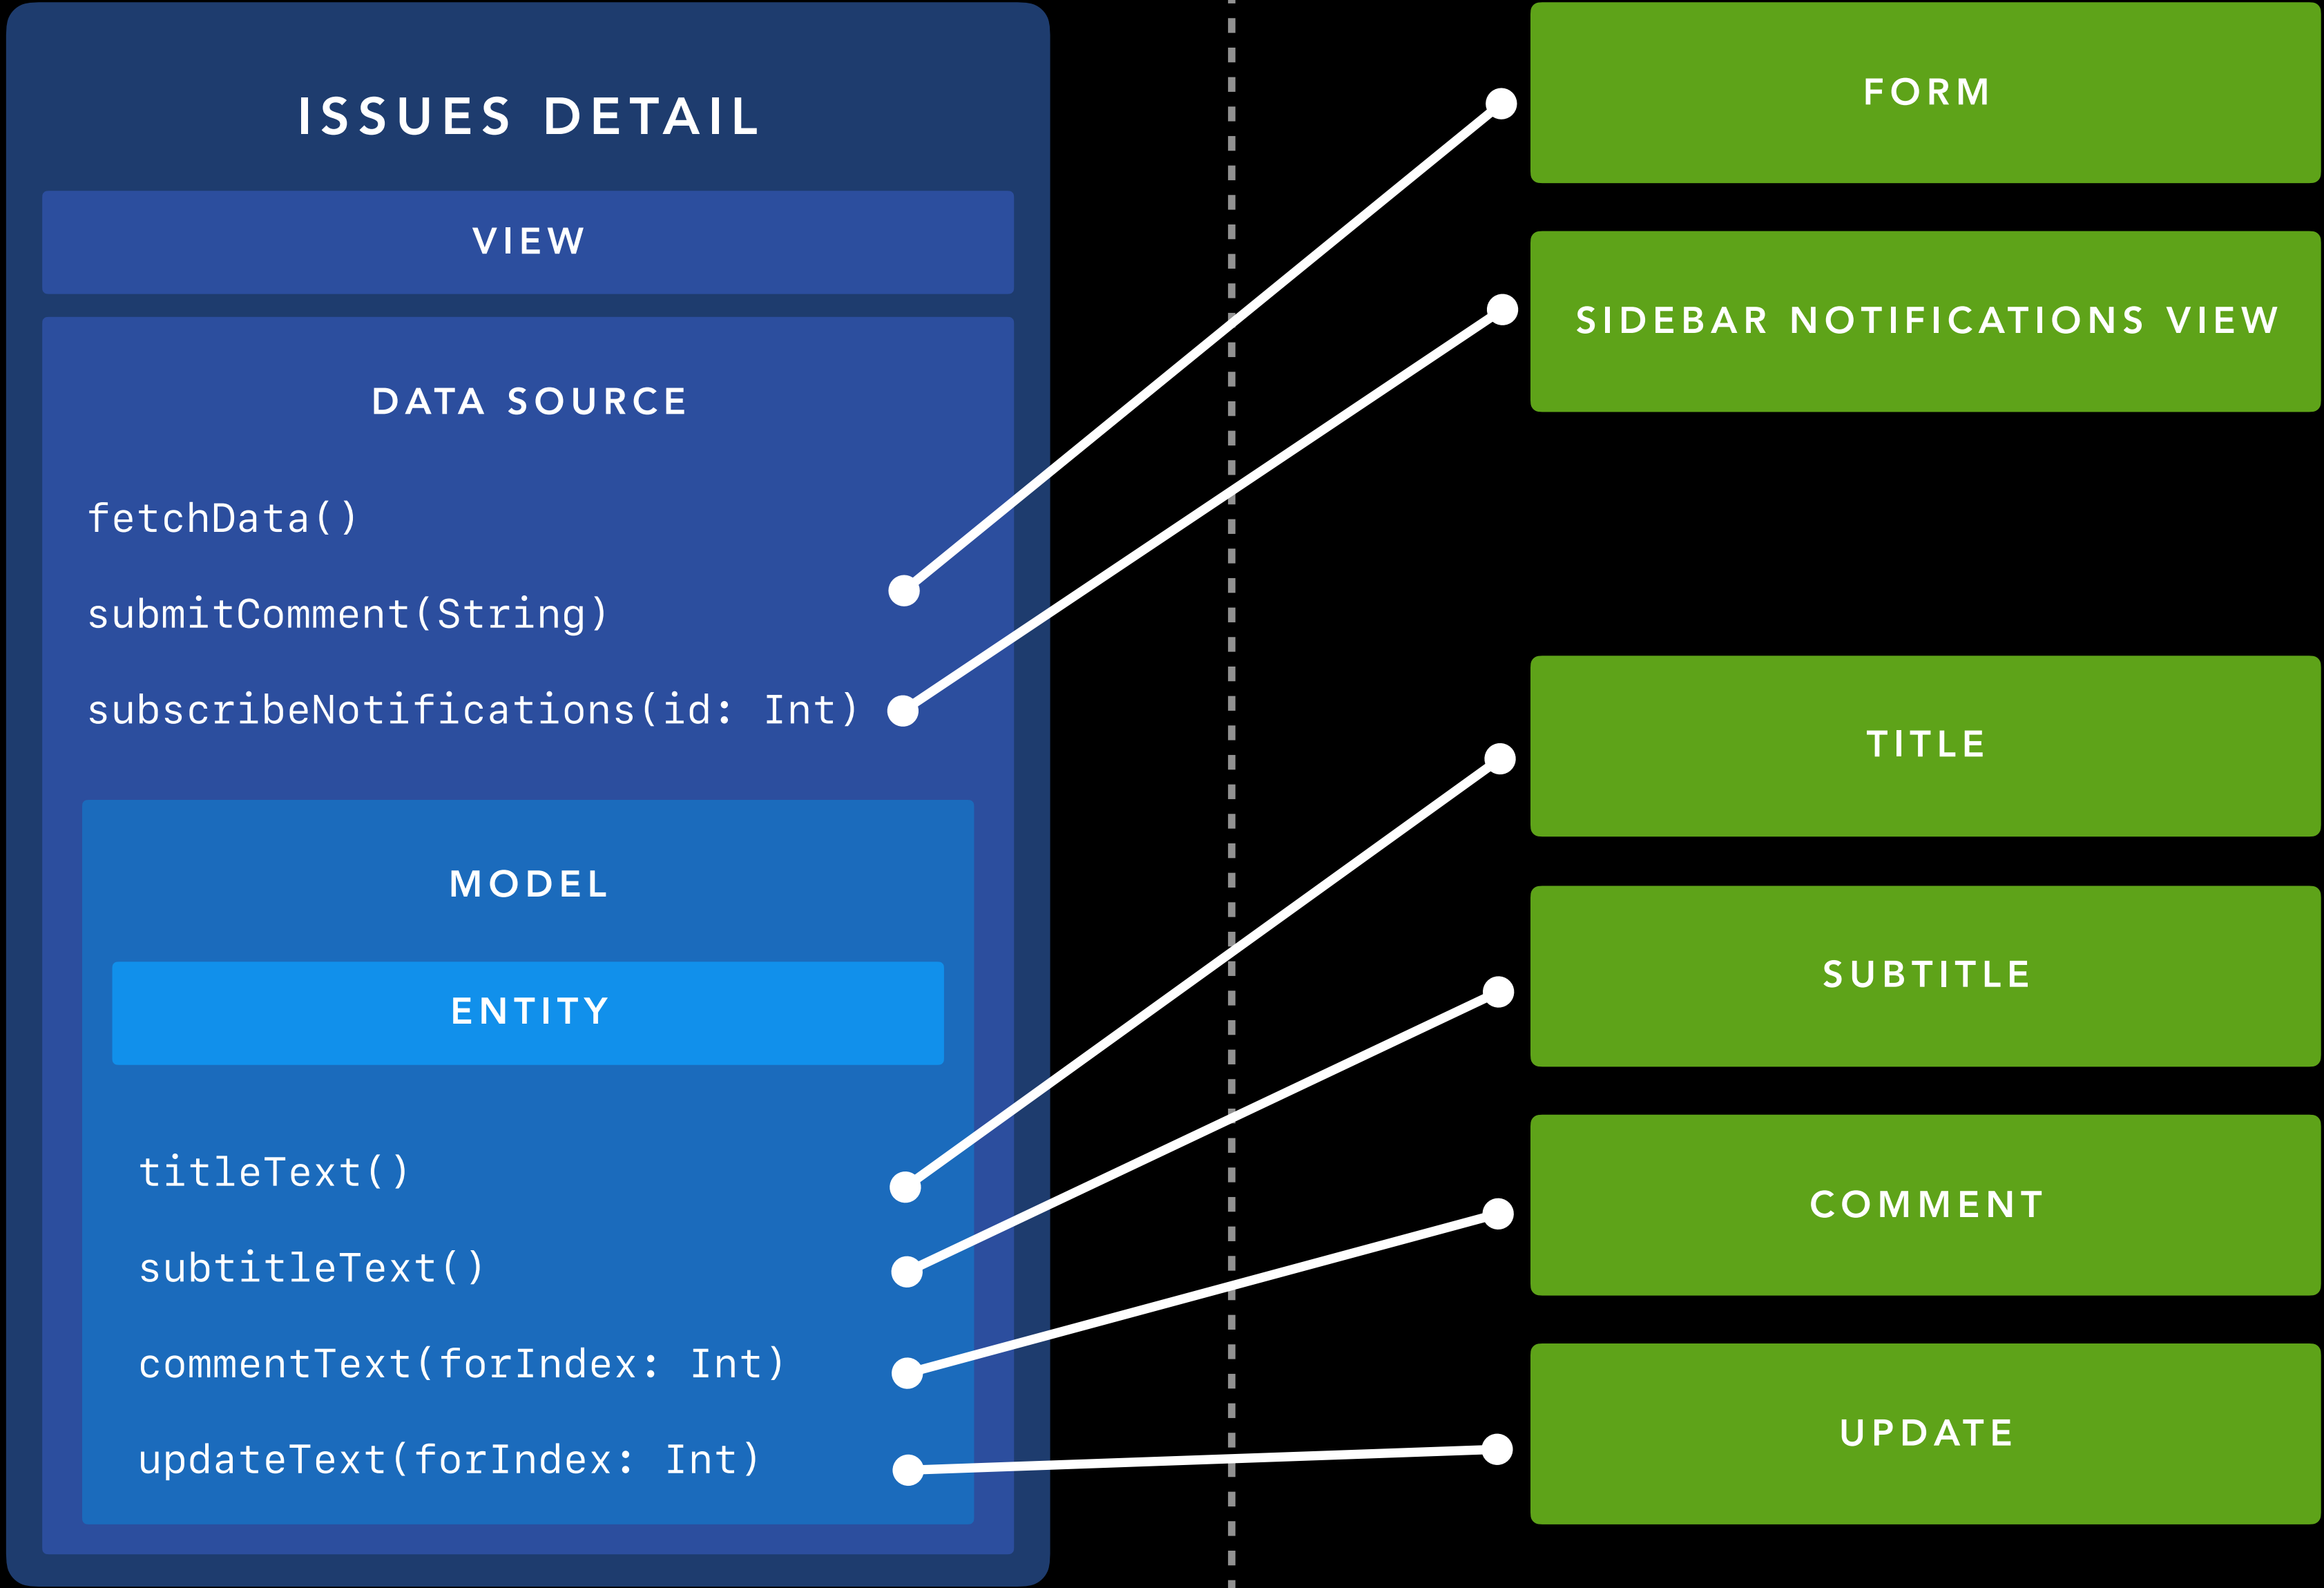 ISSUES DETAIL
VIEW
DATA SOURCE
fetchData()
submitComment(String)
subscribeNotifications(id: Int)
MODEL
ENTITY
titleText()
subtitleText()
commentText(forIndex: Int)
updateText(forIndex: Int)
FORM
SIDEBAR NOTIFICATIONS VIEW
TITLE
SUBTITLE
COMMENT
UPDATE